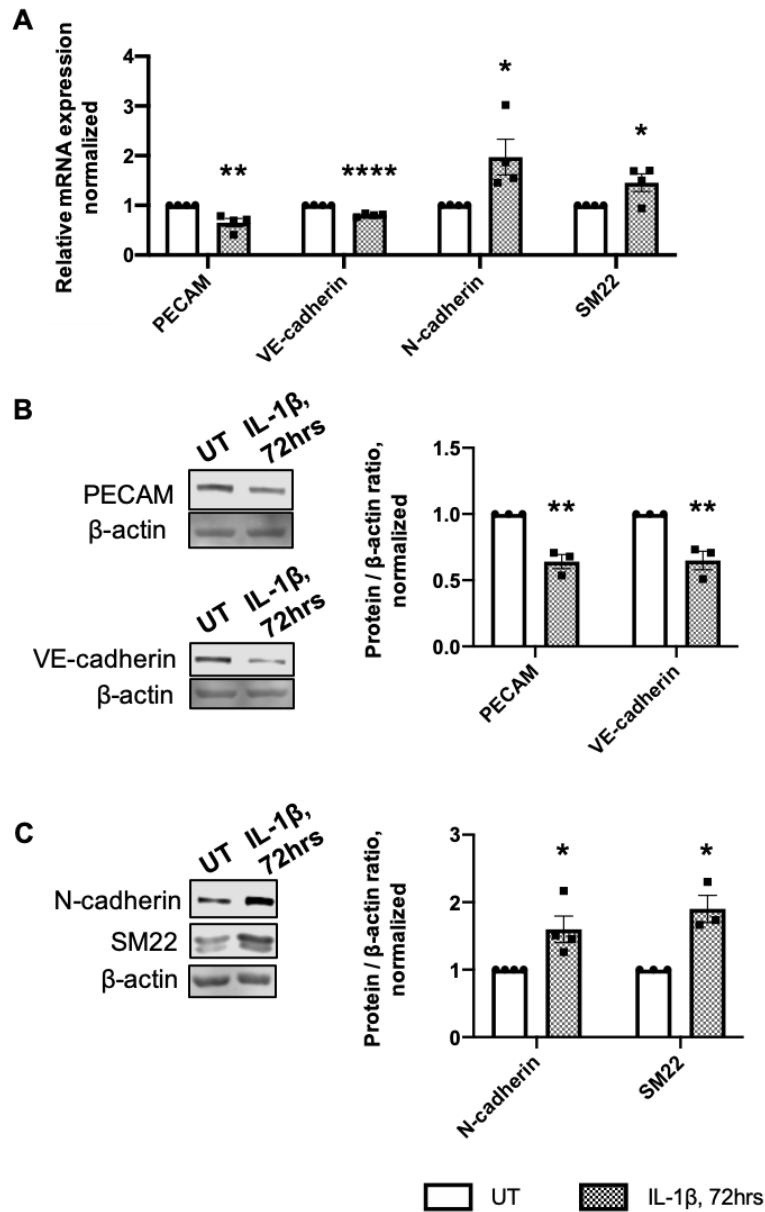 A
Relative mRNA expression
normalized
4
3
2
1
0
**
****
*
*
PECAM
VE-cadherin
N-cadherin
SM22
B
UT
IL-1β,
72hrs
PECAM
β-actin
UT
IL-1β,
72hrs
VE-cadherin
β-actin
Protein / β-actin ratio,
normalized
1.5
1.0
0.5
0.0
**
**
PECAM
VE-cadherin
C
UT
IL-1β,
72hrs
N-cadherin
SM22
β-actin
Protein / β-actin ratio,
normalized
3
2
1
0
*
*
N-cadherin
SM22
UT
IL-1β, 72hrs